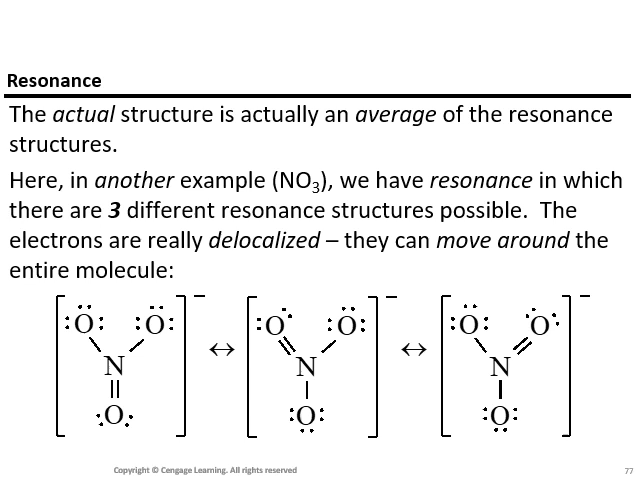 Resonance
The actual structure is actually an average of the resonance
structures.
Here, in another example (NO₃), we have resonance in which
there are 3 different resonance structures possible. The
electrons are really delocalized – they can move around the
entire molecule:
O O − ↔ O O − ↔ O O −
N N N
O O O
Copyright © Cengage Learning. All rights reserved 77